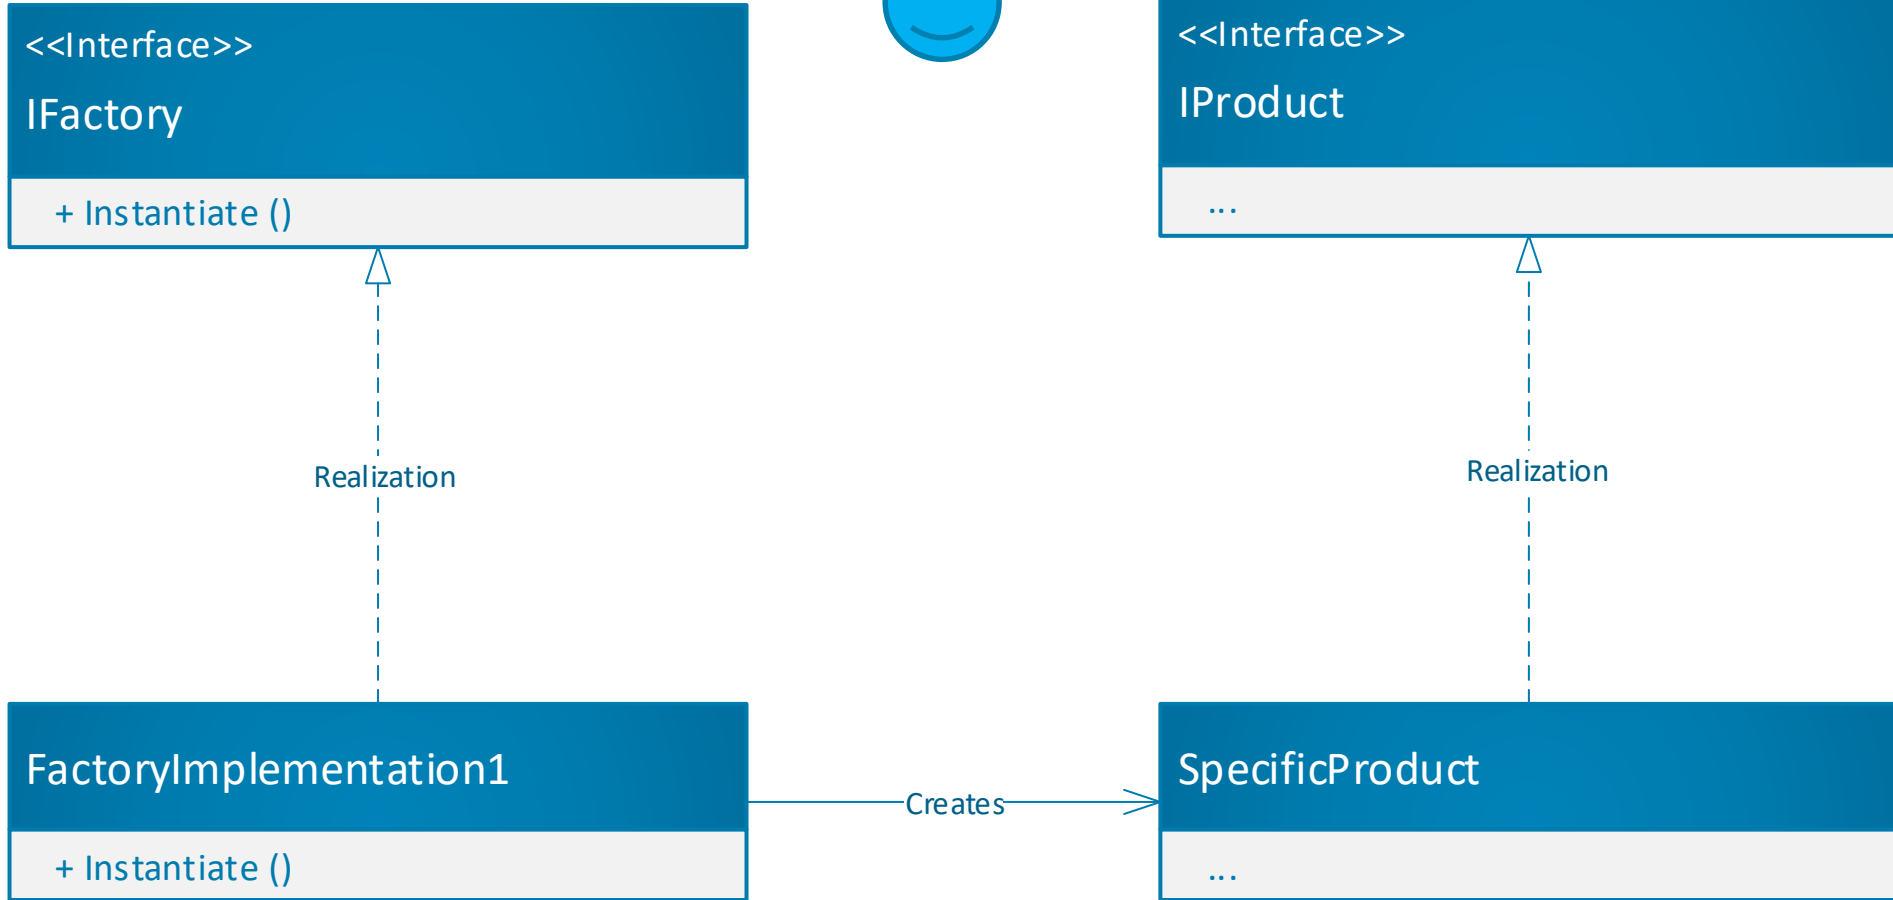 <<Interface>>
IFactory
+ Instantiate ()
<<Interface>>
IProduct
...
Realization
Realization
FactoryImplementation1
+ Instantiate ()
Creates
SpecificProduct
...